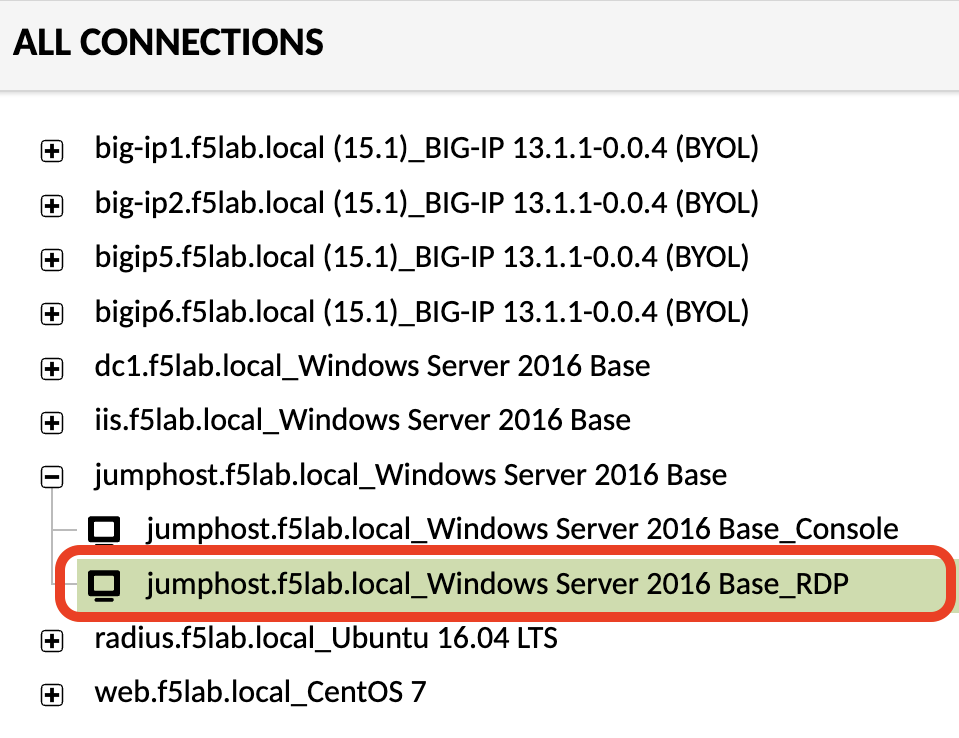 ALL CONNECTIONS
big-ip1.f5lab.local (15.1)_BIG-IP 13.1.1-0.0.4 (BYOL)
big-ip2.f5lab.local (15.1)_BIG-IP 13.1.1-0.0.4 (BYOL)
bigip5.f5lab.local (15.1)_BIG-IP 13.1.1-0.0.4 (BYOL)
bigip6.f5lab.local (15.1)_BIG-IP 13.1.1-0.0.4 (BYOL)
dc1.f5lab.local_Windows Server 2016 Base
iis.f5lab.local_Windows Server 2016 Base
jumphost.f5lab.local_Windows Server 2016 Base
jumphost.f5lab.local_Windows Server 2016 Base_Console
jumphost.f5lab.local_Windows Server 2016 Base_RDP
radius.f5lab.local_Ubuntu 16.04 LTS
web.f5lab.local_CentOS 7